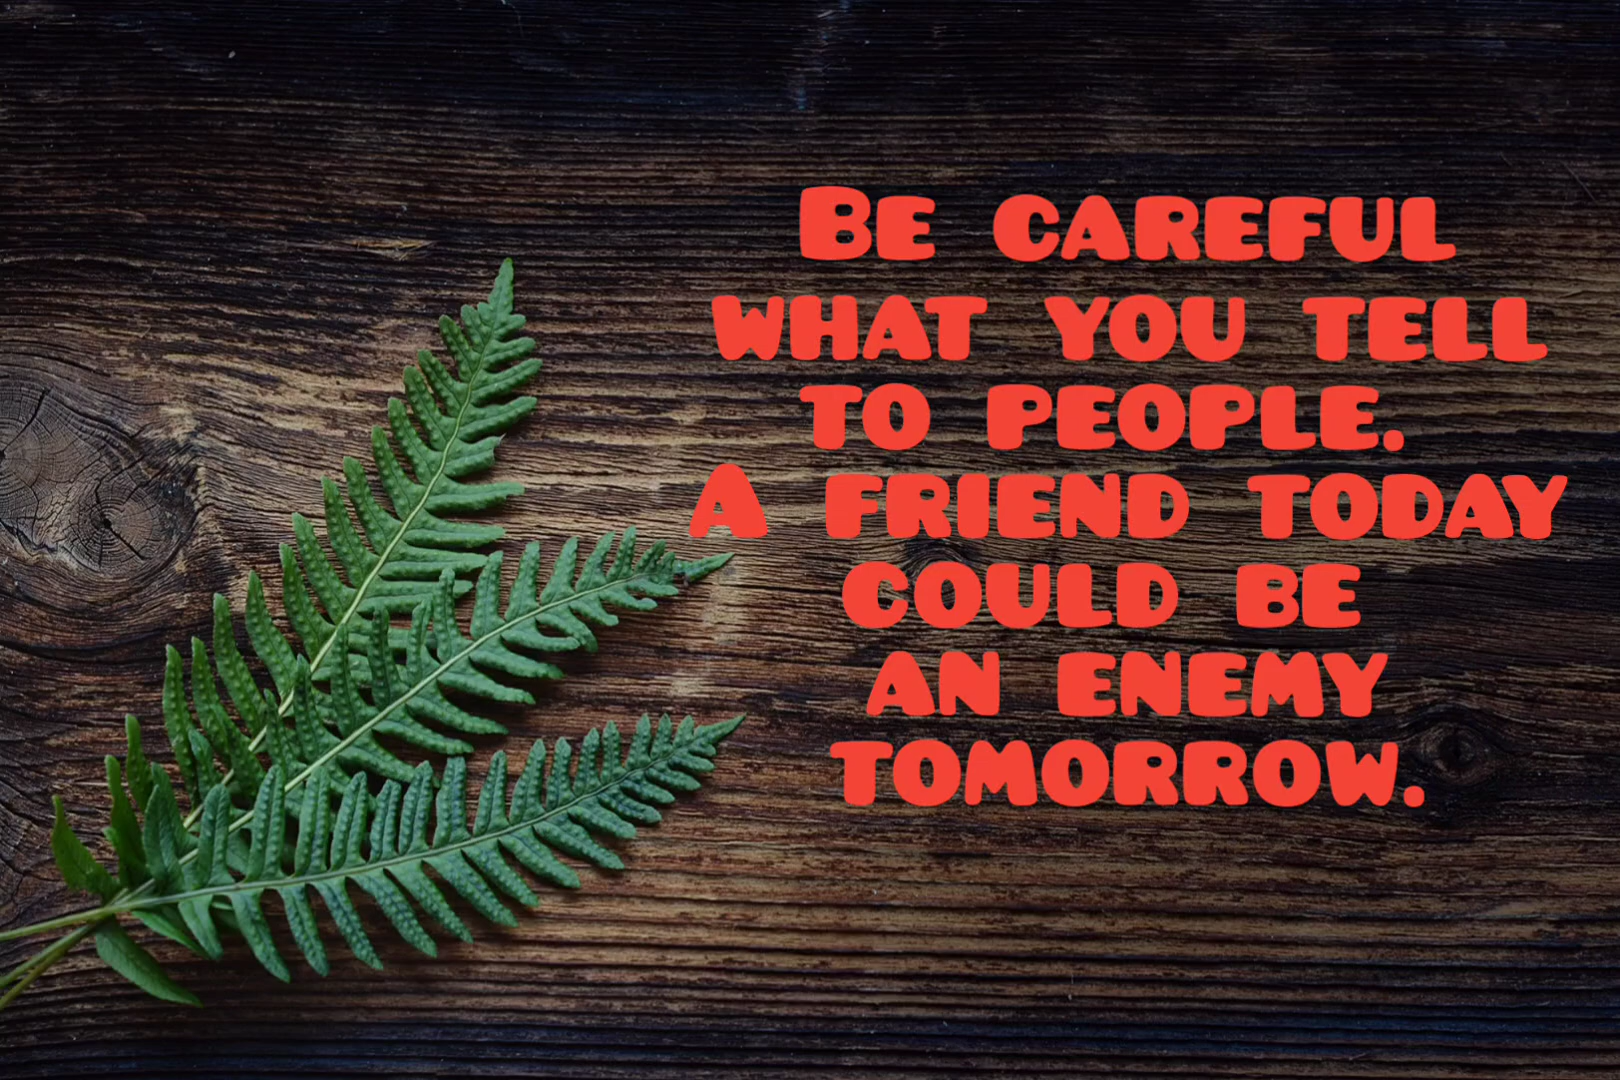 Be careful
what you tell
to people.
A friend today
could be
an enemy
tomorrow.